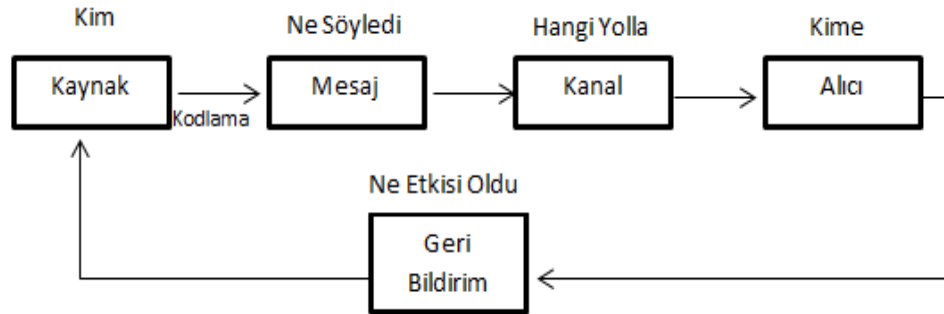 Kim
Ne Söyledi
Hangi Yolla
Kime
Kaynak
Kodlama
Mesaj
Kanal
Alıcı
Ne Etkisi Oldu
Geri
Bildirim